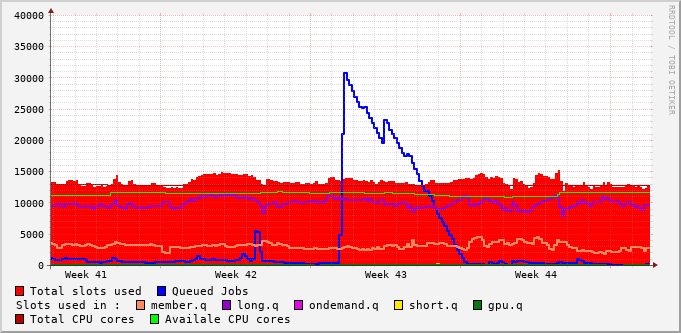 40000
35000
30000
25000
20000
15000
10000
5000
0
Week 41 Week 42 Week 43 Week 44
Total slots used Queued Jobs
Slots used in : member.q long.q ondemand.q short.q gpu.q
Total CPU cores Availale CPU cores
RRDTOOL / TOBI OETIKER